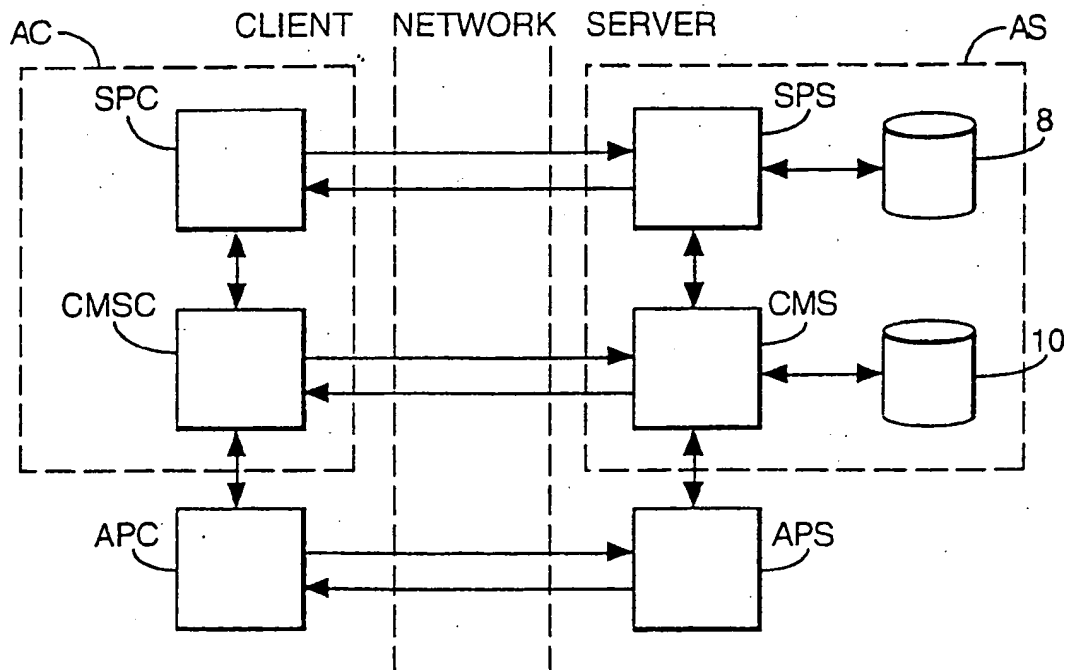 AC CLIENT NETWORK SERVER AS
SPC SPS 8
CMSC CMS 10
APC APS